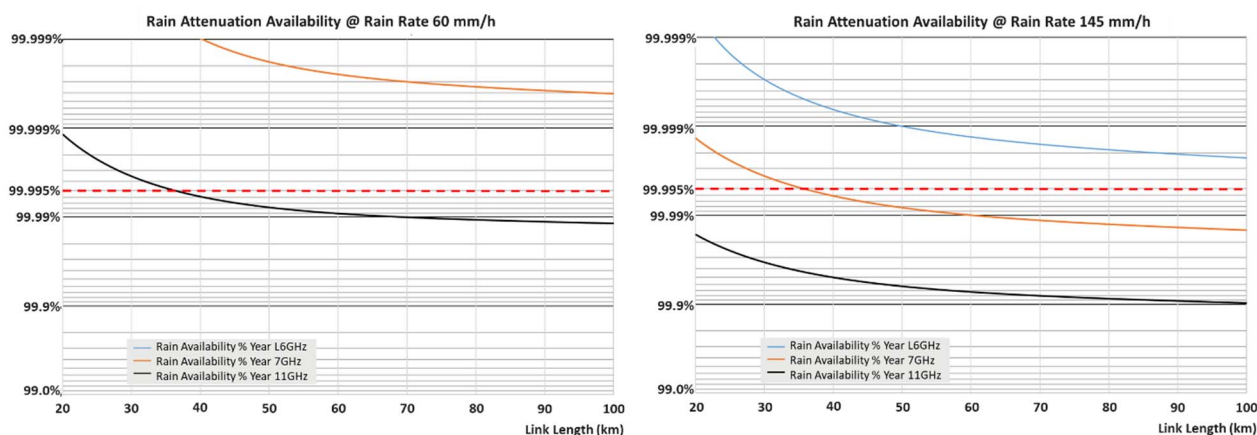 Rain Attenuation Availability @ Rain Rate 60 mm/h
99.999%
99.999%
99.995%
99.99%
99.9%
99.0%
Rain Availability % Year L6GHz
Rain Availability % Year 7GHz
Rain Availability % Year 11GHz
20 30 40 50 60 70 80 90 100
Link Length (km)
Rain Attenuation Availability @ Rain Rate 145 mm/h
99.999%
99.999%
99.995%
99.99%
99.9%
99.0%
Rain Availability % Year L6GHz
Rain Availability % Year 7GHz
Rain Availability % Year 11GHz
20 30 40 50 60 70 80 90 100
Link Length (km)